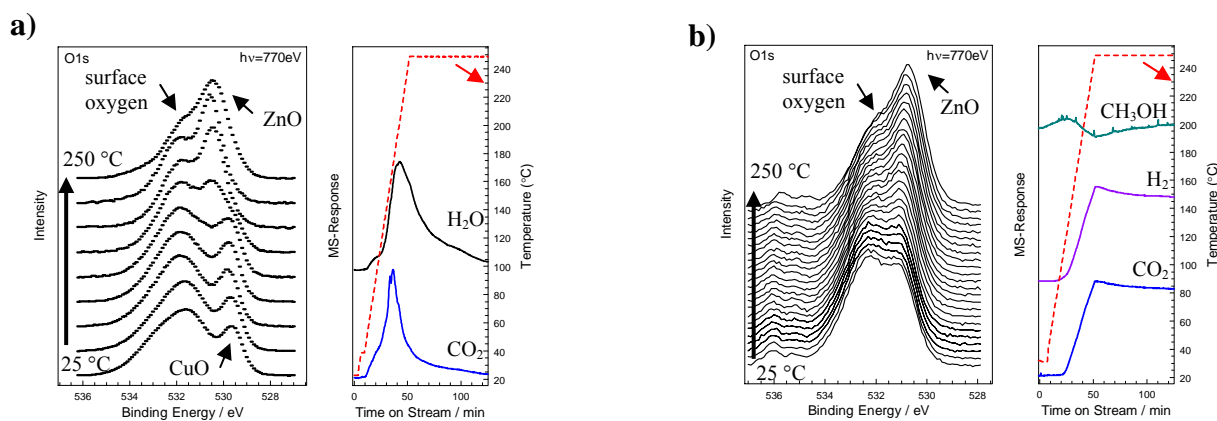 a)
O1s
hν=770eV
surface
oxygen
ZnO
250 °C
25 °C
CuO
Intensity
536 534 532 530 528
Binding Energy / eV
H₂O
CO₂
MS-Response
240
220
200
180
160
140
120
100
80
60
40
20
Temperature (°C)
0 50 100
Time on Stream / min
b)
O1s
hν=770eV
surface
oxygen
ZnO
250 °C
25 °C
Intensity
536 534 532 530 528
Binding Energy / eV
CH₃OH
H₂
CO₂
MS-Response
240
220
200
180
160
140
120
100
80
60
40
20
Temperature (°C)
0 50 100
Time on Stream / min